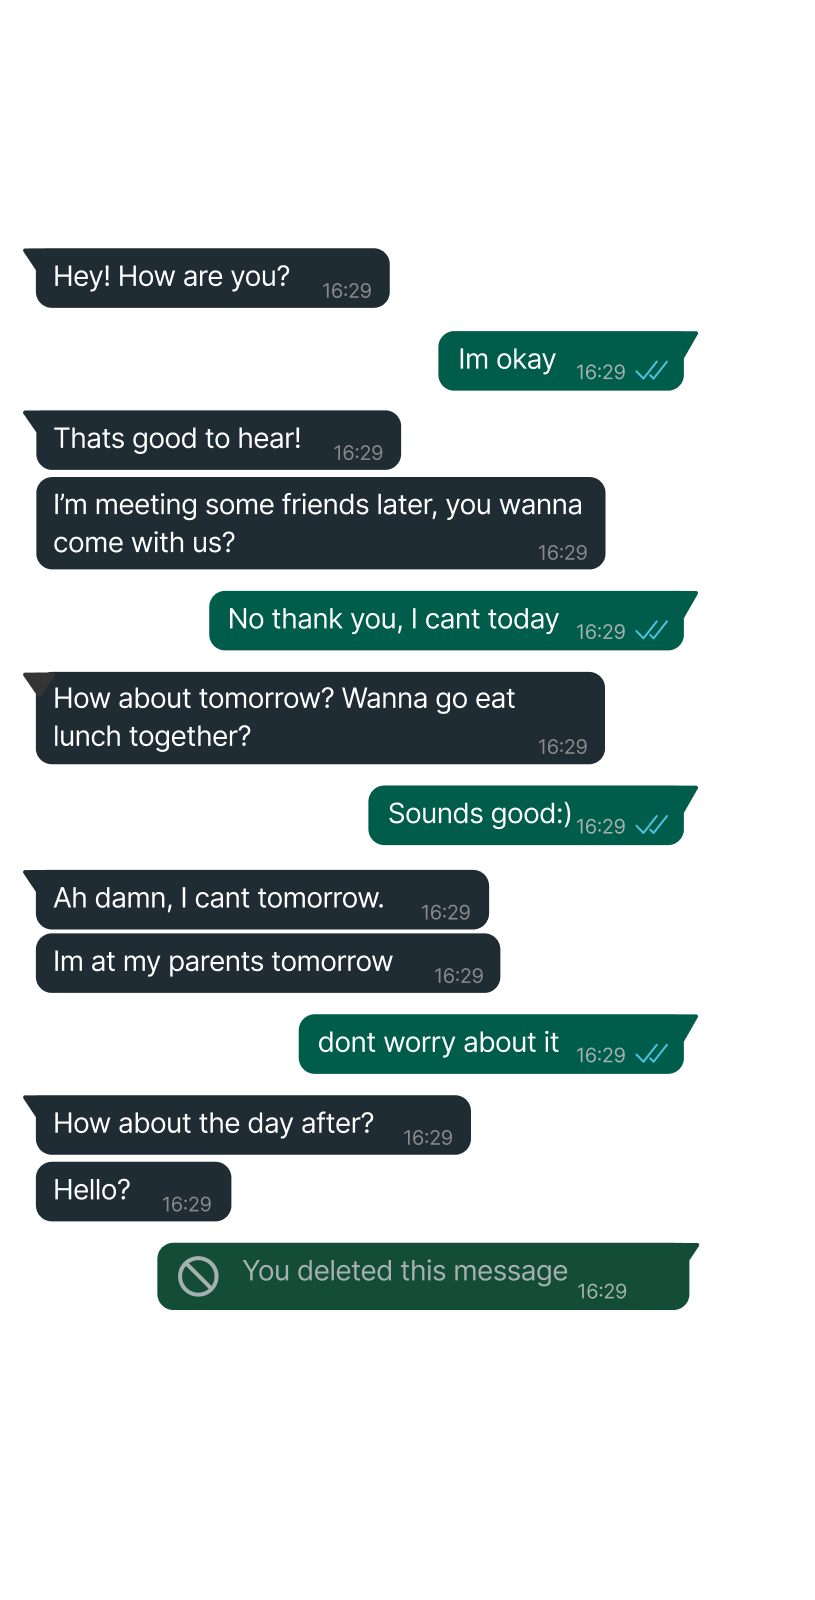 Hey! How are you?
16:29
Im okay
16:29
Thats good to hear!
16:29
I’m meeting some friends later, you wanna
come with us?
16:29
No thank you, I cant today
16:29
How about tomorrow? Wanna go eat
lunch together?
16:29
Sounds good:)
16:29
Ah damn, I cant tomorrow.
16:29
Im at my parents tomorrow
16:29
dont worry about it
16:29
How about the day after?
16:29
Hello?
16:29
You deleted this message
16:29